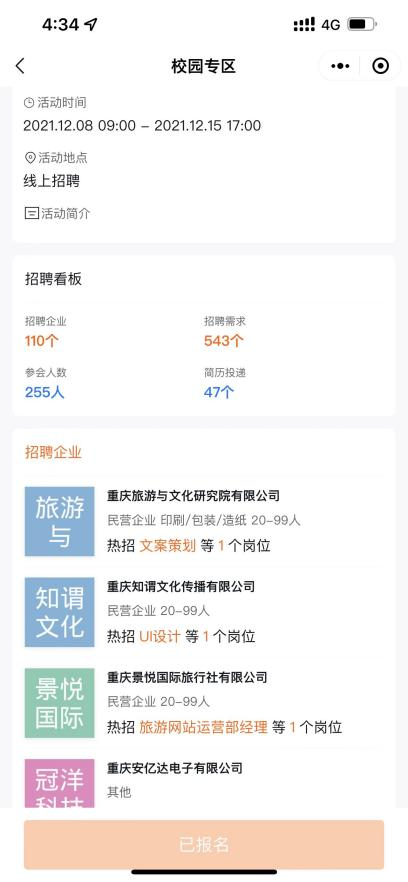 4:34
4G
校园专区
活动时间
2021.12.08 09:00 - 2021.12.15 17:00
活动地点
线上招聘
活动简介
招聘看板
招聘企业 招聘需求
110个 543个
参会人数 简历投递
255人 47个
招聘企业
旅游
与
重庆旅游与文化研究院有限公司
民营企业 印刷/包装/造纸 20-99人
热招 文案策划 等 1 个岗位
知谓
文化
重庆知谓文化传播有限公司
民营企业 20-99人
热招 UI设计 等 1 个岗位
景悦
国际
重庆景悦国际旅行社有限公司
民营企业 20-99人
热招 旅游网站运营部经理 等 1 个岗位
冠洋
科技
重庆安亿达电子有限公司
其他
已报名